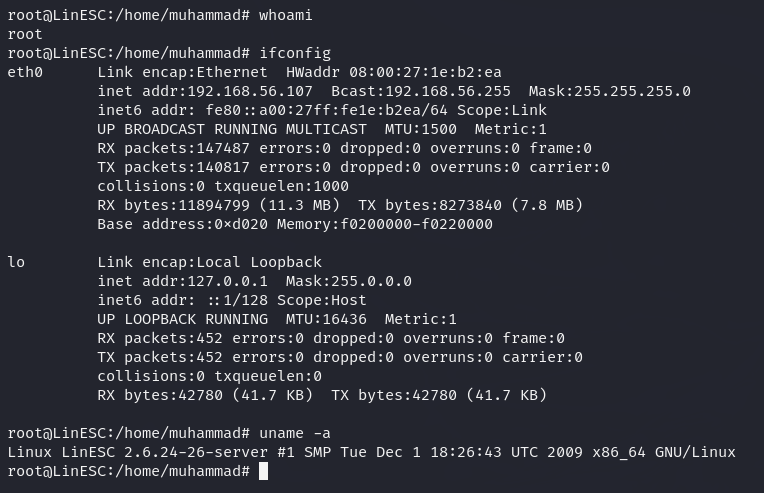 root@LinESC:/home/muhammad# whoami
root
root@LinESC:/home/muhammad# ifconfig
eth0      Link encap:Ethernet  HWaddr 08:00:27:1e:b2:ea
          inet addr:192.168.56.107  Bcast:192.168.56.255  Mask:255.255.255.0
          inet6 addr: fe80::a00:27ff:fe1e:b2ea/64 Scope:Link
          UP BROADCAST RUNNING MULTICAST  MTU:1500  Metric:1
          RX packets:147487 errors:0 dropped:0 overruns:0 frame:0
          TX packets:140817 errors:0 dropped:0 overruns:0 carrier:0
          collisions:0 txqueuelen:1000
          RX bytes:11894799 (11.3 MB)  TX bytes:8273840 (7.8 MB)
          Base address:0×d020 Memory:f0200000-f0220000

lo        Link encap:Local Loopback
          inet addr:127.0.0.1  Mask:255.0.0.0
          inet6 addr: ::1/128 Scope:Host
          UP LOOPBACK RUNNING  MTU:16436  Metric:1
          RX packets:452 errors:0 dropped:0 overruns:0 frame:0
          TX packets:452 errors:0 dropped:0 overruns:0 carrier:0
          collisions:0 txqueuelen:0
          RX bytes:42780 (41.7 KB)  TX bytes:42780 (41.7 KB)

root@LinESC:/home/muhammad# uname -a
Linux LinESC 2.6.24-26-server #1 SMP Tue Dec 1 18:26:43 UTC 2009 x86_64 GNU/Linux
root@LinESC:/home/muhammad#